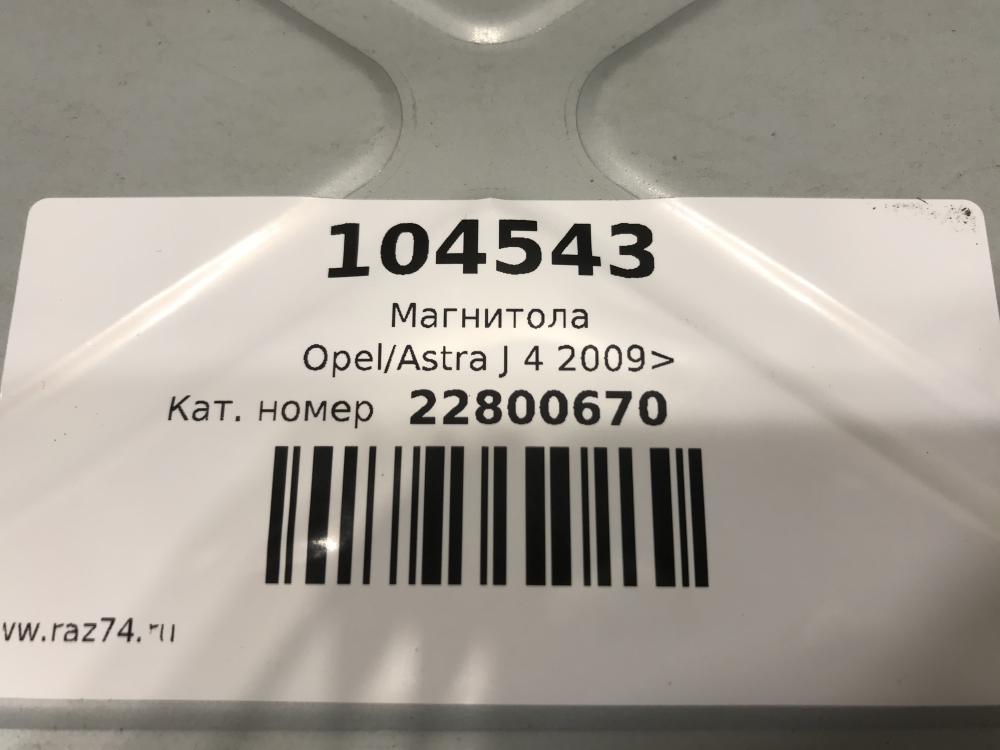 104543
Магнитола
Opel/Astra J 4 2009>
Кат. номер 22800670
vw.raz74.ru